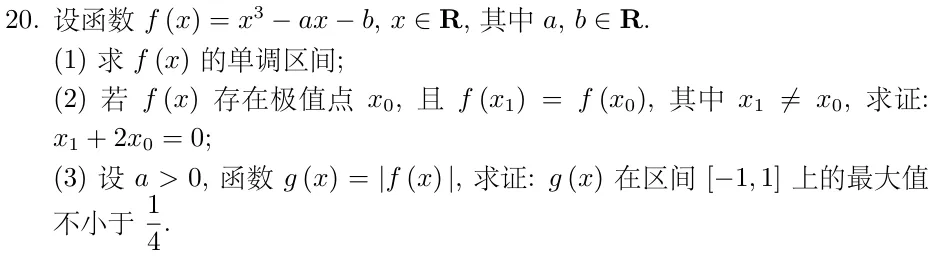 20. 设函数 f (x) = x³ − ax − b, x ∈ R, 其中 a, b ∈ R.
(1) 求 f (x) 的单调区间;
(2) 若 f (x) 存在极值点 x₀, 且 f (x₁) = f (x₀), 其中 x₁ ≠ x₀, 求证:
x₁ + 2x₀ = 0;
(3) 设 a > 0, 函数 g (x) = |f (x) |, 求证: g (x) 在区间 [−1, 1] 上的最大值
不小于 1/4.